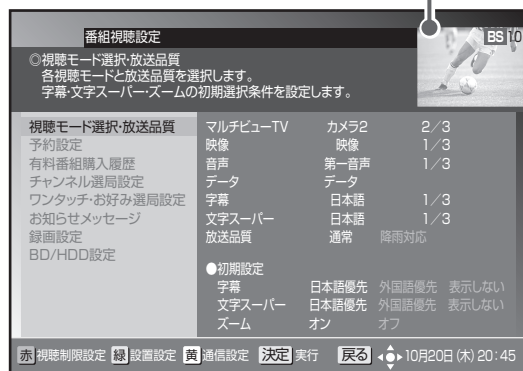 番組視聴設定
BS 10
◎視聴モード選択・放送品質
各視聴モードと放送品質を選択します。
字幕・文字スーパー・ズームの初期選択条件を設定します。
視聴モード選択・放送品質
予約設定
有料番組購入履歴
チャンネル選局設定
ワンタッチ・お好み選局設定
お知らせメッセージ
録画設定
BD/HDD設定
マルチビューTV カメラ2 2/3
映像 映像 1/3
音声 第一音声 1/3
データ データ
字幕 日本語 1/3
文字スーパー 日本語 1/3
放送品質 通常 降雨対応
●初期設定
字幕 日本語優先 外国語優先 表示しない
文字スーパー 日本語優先 外国語優先 表示しない
ズーム オン オフ
赤 視聴制限設定 緑 設置設定 黄 通信設定 決定 実行 戻る 10月20日(木)20:45